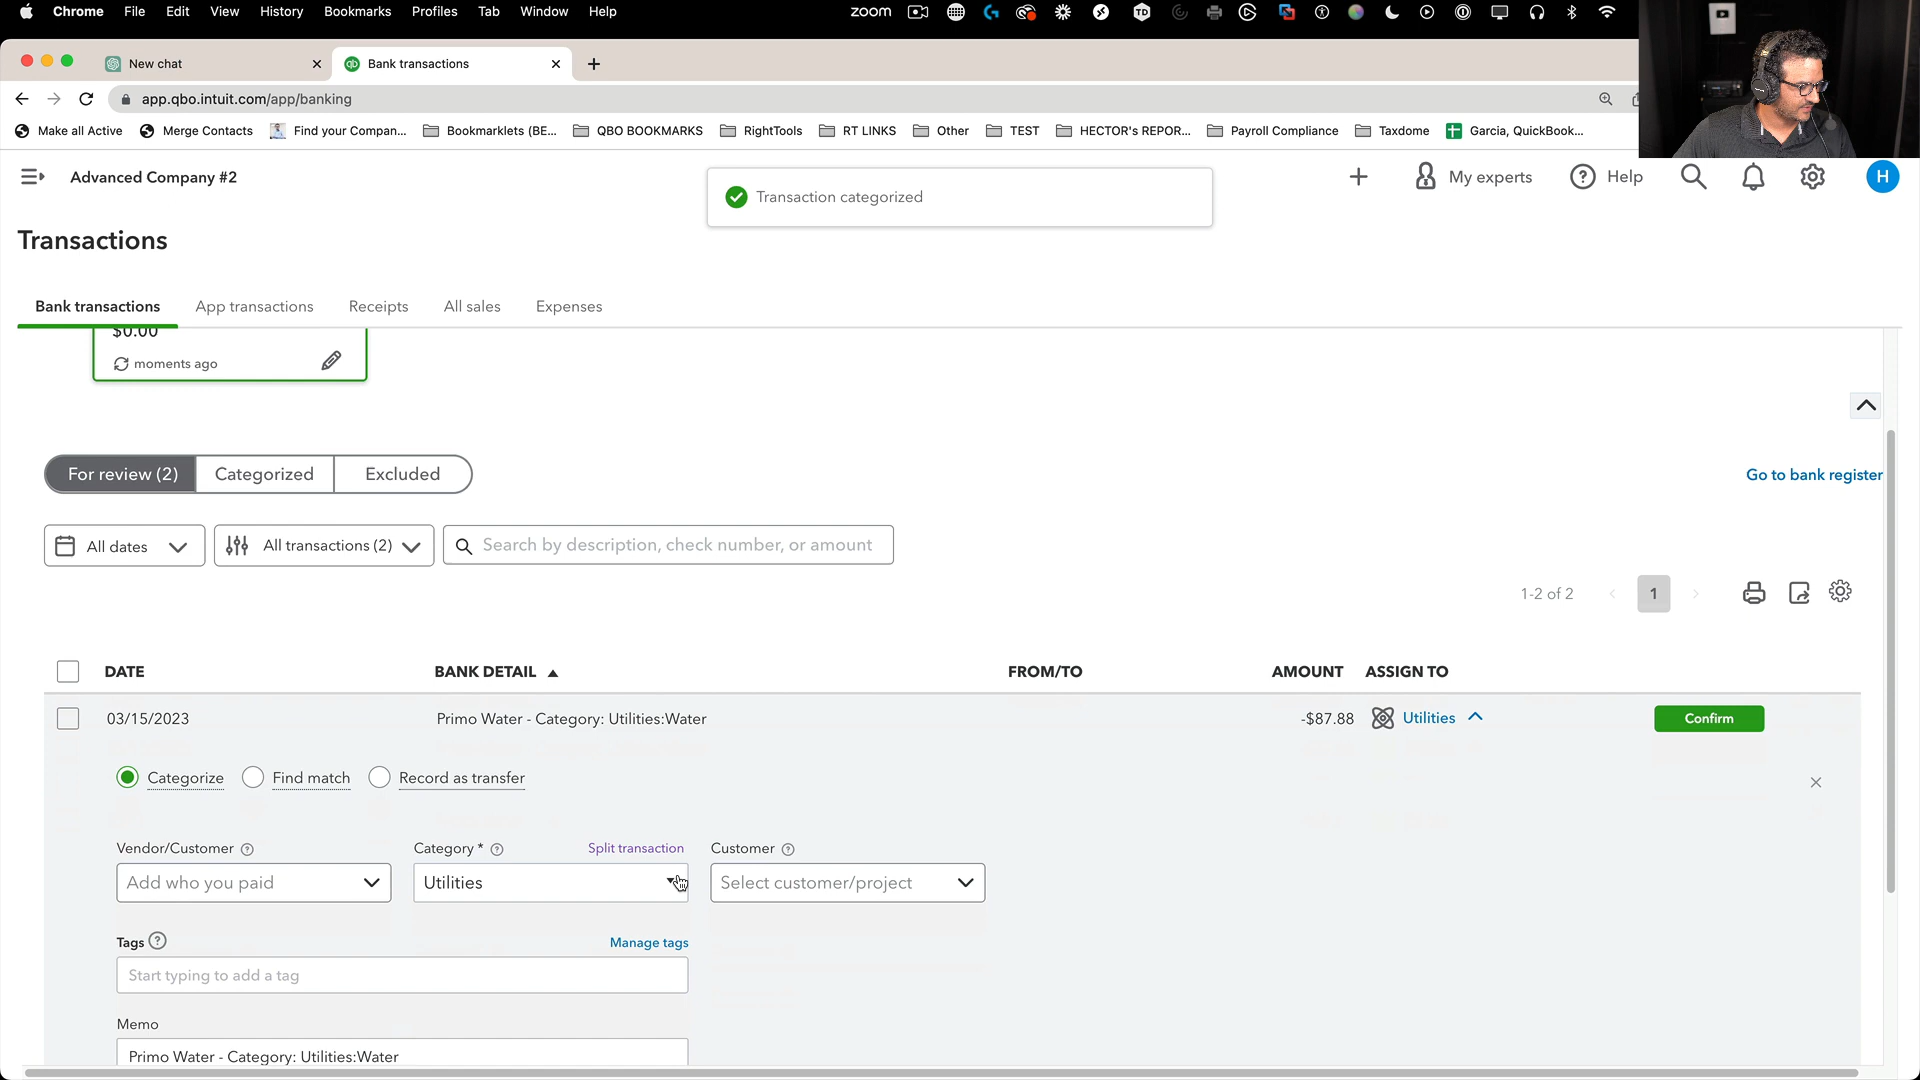 Chrome File Edit View History Bookmarks Profiles Tab Window Help zoom TD
New chat
Bank transactions
app.qbo.intuit.com/app/banking
Make all Active Merge Contacts Find your Compan... Bookmarklets (BE... QBO BOOKMARKS RightTools RT LINKS Other TEST HECTOR's REPOR... Payroll Compliance Taxdome Garcia, QuickBook...
Advanced Company #2
Transaction categorized
My experts Help H
Transactions
Bank transactions App transactions Receipts All sales Expenses
$0.00
moments ago
For review (2) Categorized Excluded
Go to bank register
All dates All transactions (2) Search by description, check number, or amount
1-2 of 2 1
DATE BANK DETAIL FROM/TO AMOUNT ASSIGN TO
03/15/2023 Primo Water - Category: Utilities:Water -$87.88 Utilities Confirm
Categorize Find match Record as transfer
Vendor/Customer Category * Split transaction Customer
Add who you paid Utilities Select customer/project
Tags Manage tags
Start typing to add a tag
Memo
Primo Water - Category: Utilities:Water